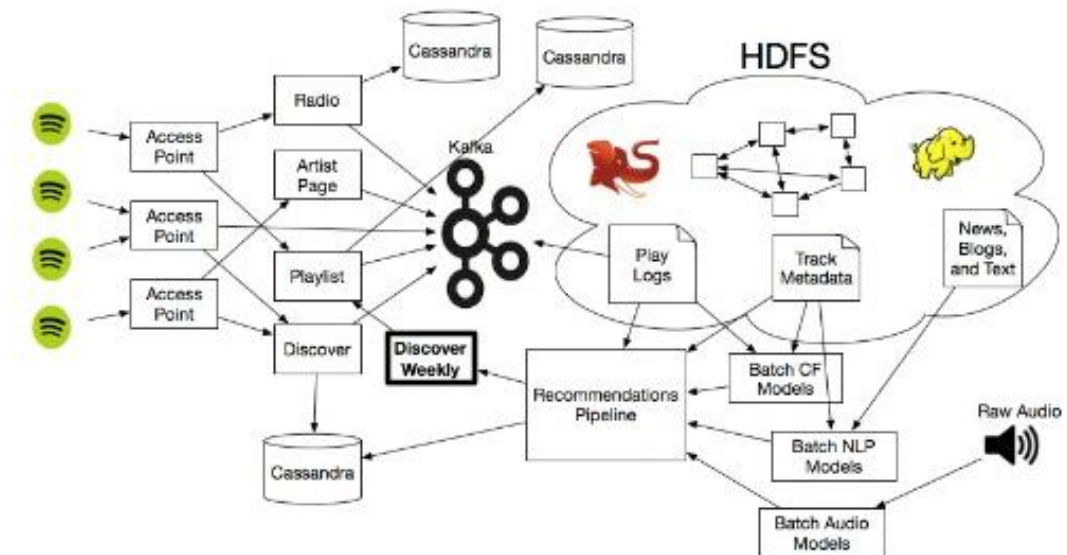 Cassandra
Cassandra
HDFS
Radio
Kafka
Access
Point
Artist
Page
Access
Point
Play
Logs
Track
Metadata
News,
Blogs,
and Text
Playlist
Access
Point
Discover
Discover
Weekly
Recommendations
Pipeline
Batch CF
Models
Raw Audio
Batch NLP
Models
Cassandra
Batch Audio
Models